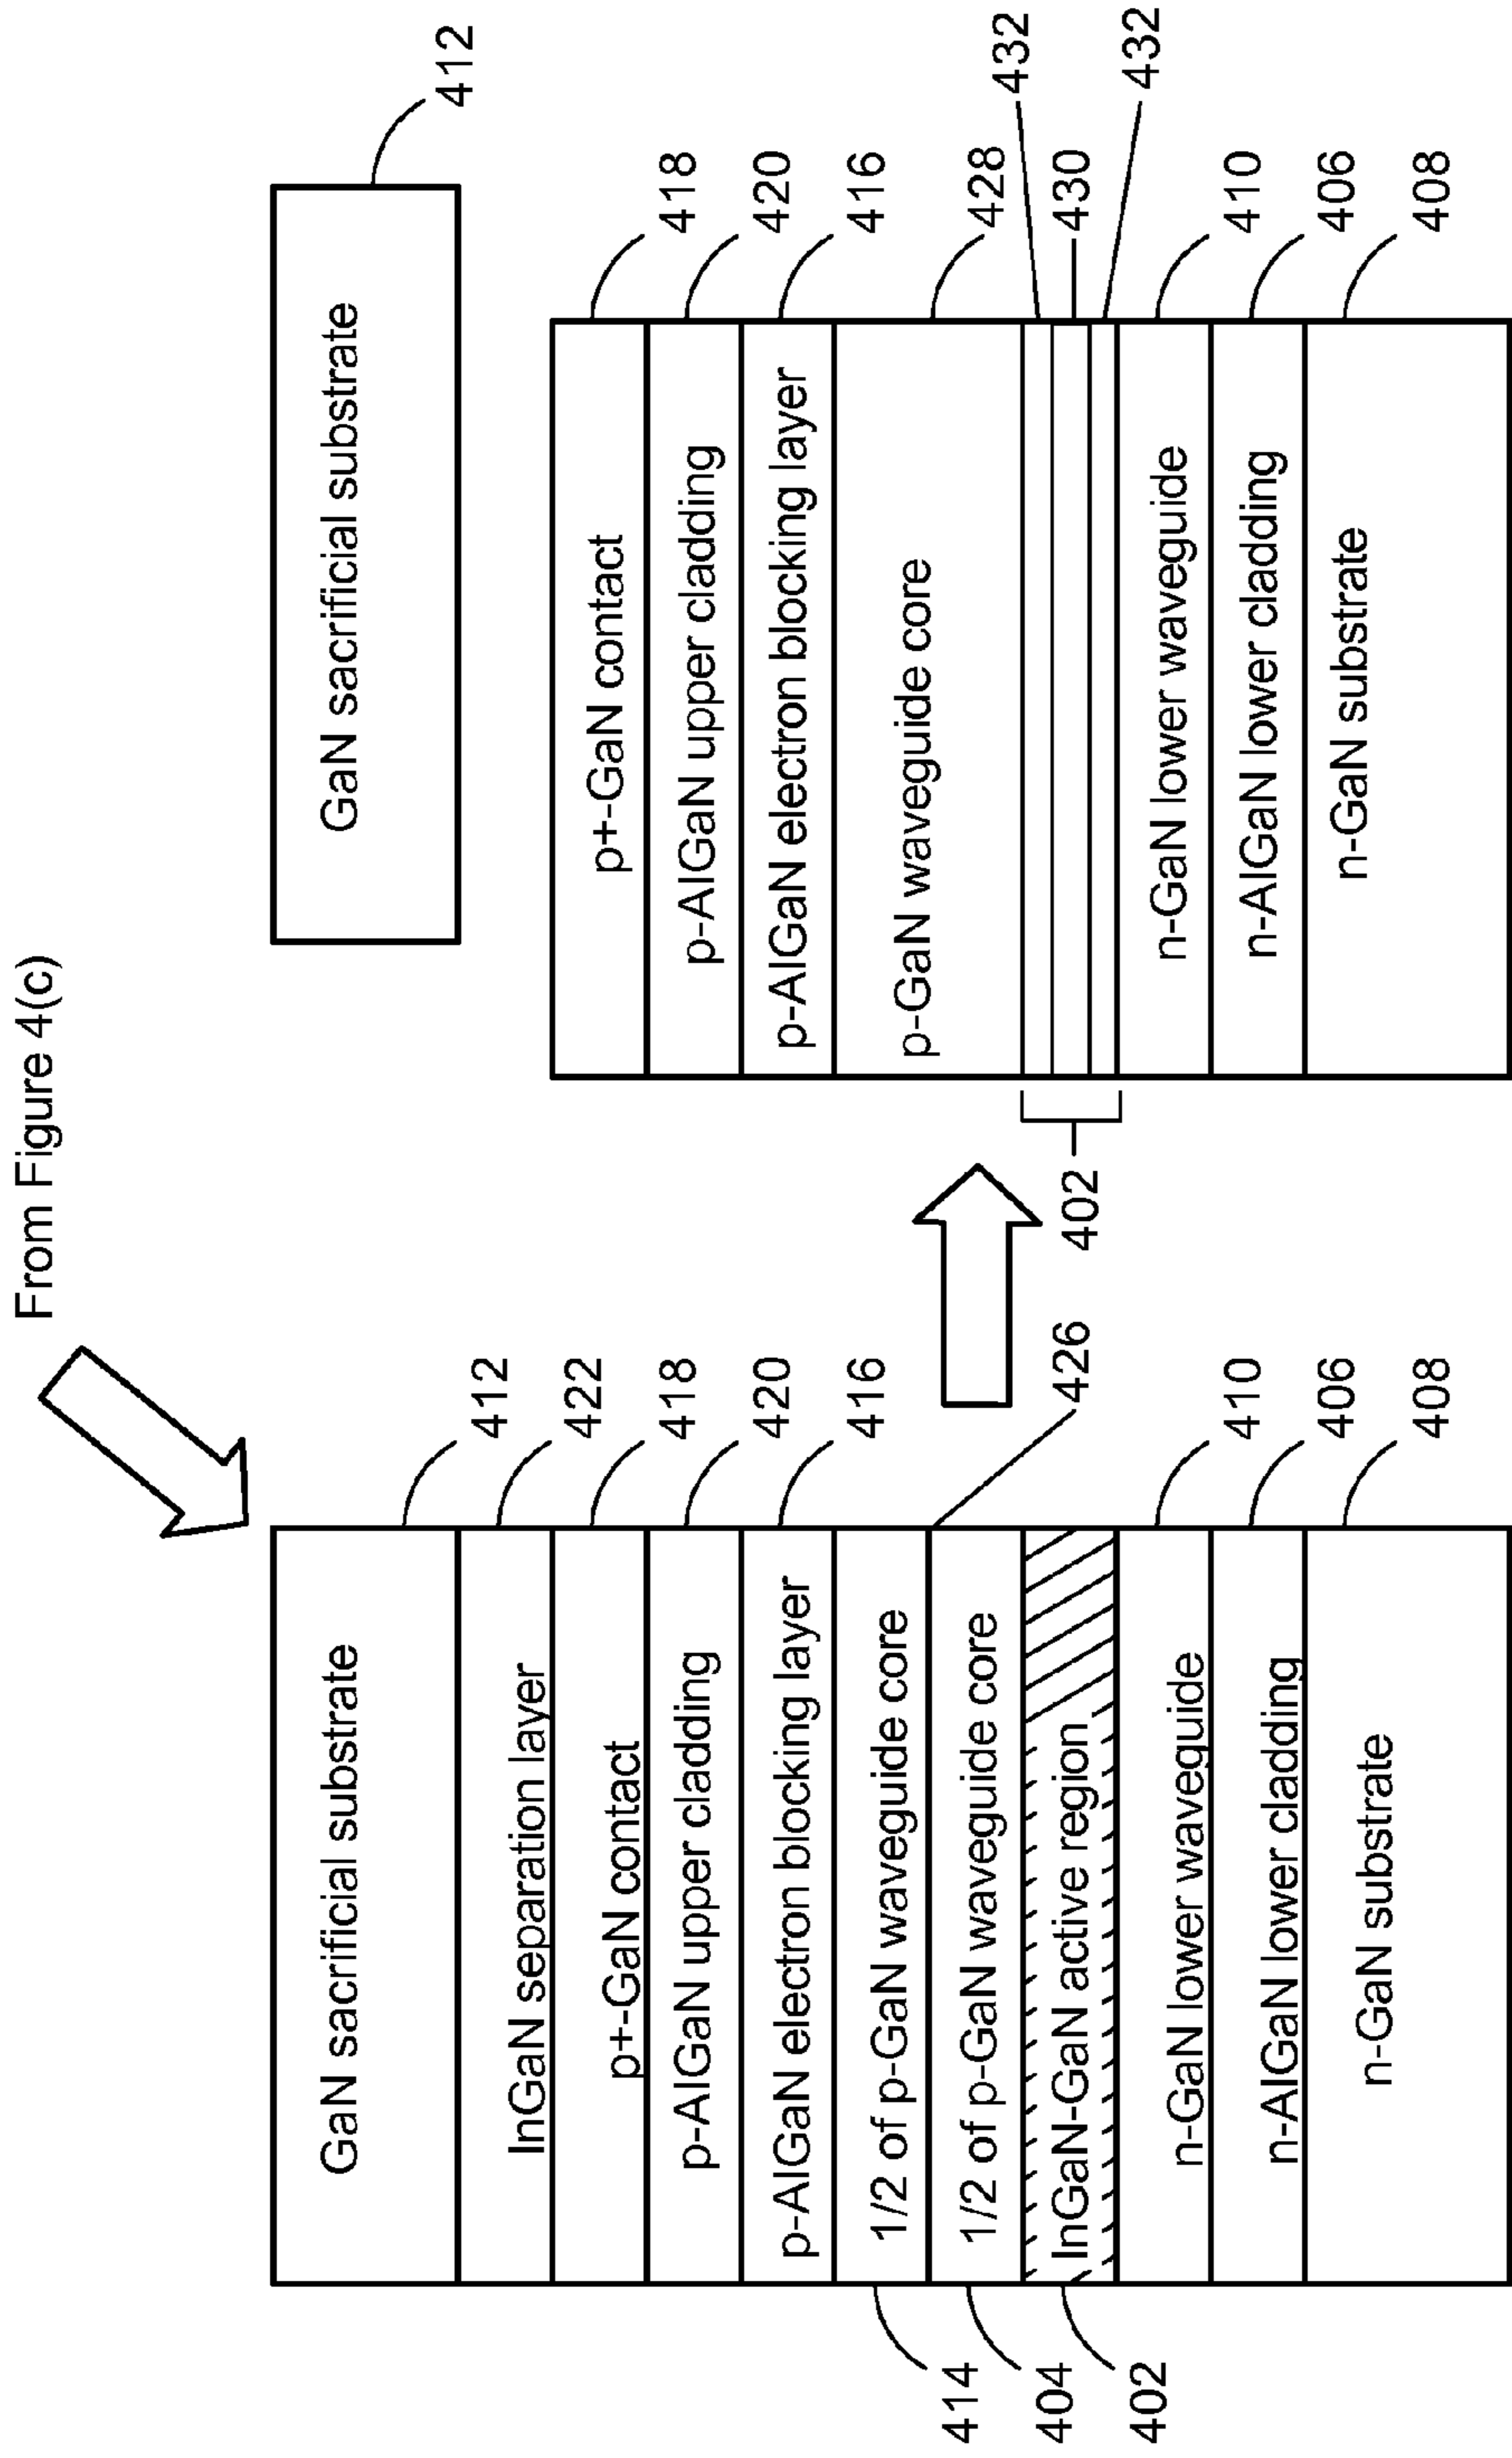 From Figure 4(c)
GaN sacrificial substrate
412
InGaN separation layer
422
p+-GaN contact
418
p-AlGaN upper cladding
420
p-AlGaN electron blocking layer
416
414
1/2 of p-GaN waveguide core
426
404
1/2 of p-GaN waveguide core
402
InGaN-GaN active region
n-GaN lower waveguide
410
n-AlGaN lower cladding
406
n-GaN substrate
408
GaN sacrificial substrate
412
p+-GaN contact
418
p-AlGaN upper cladding
420
p-AlGaN electron blocking layer
416
p-GaN waveguide core
428
432
402
430
432
n-GaN lower waveguide
410
n-AlGaN lower cladding
406
n-GaN substrate
408